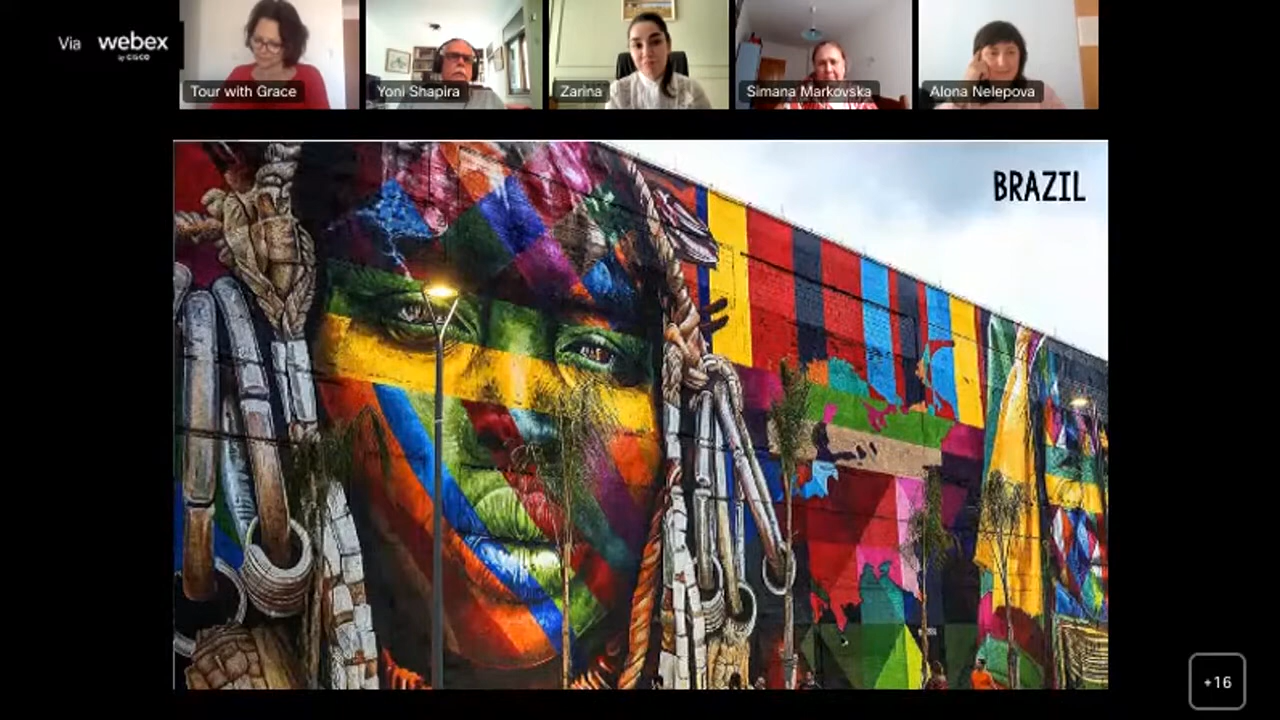 Via webex
by CISCO
Tour with Grace
Yoni Shapira
Zarina
Simana Markovska
Alona Nelepova
BRAZIL
+16